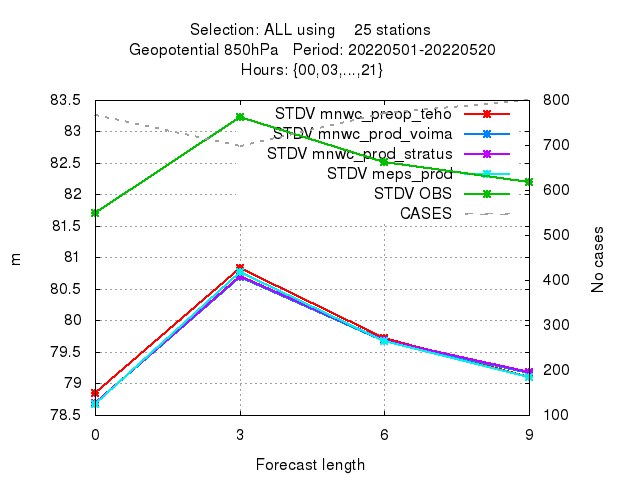 Selection: ALL using    25 stations
Geopotential 850hPa   Period: 20220501-20220520
Hours: {00,03,...,21}
83.5
83
82.5
82
81.5
81
80.5
80
79.5
79
78.5
800
700
600
500
400
300
200
100
0
3
6
9
STDV mnwc_preop_teho
STDV mnwc_prod_voima
STDV mnwc_prod_stratus
STDV meps_prod
STDV OBS
CASES
m
No cases
Forecast length